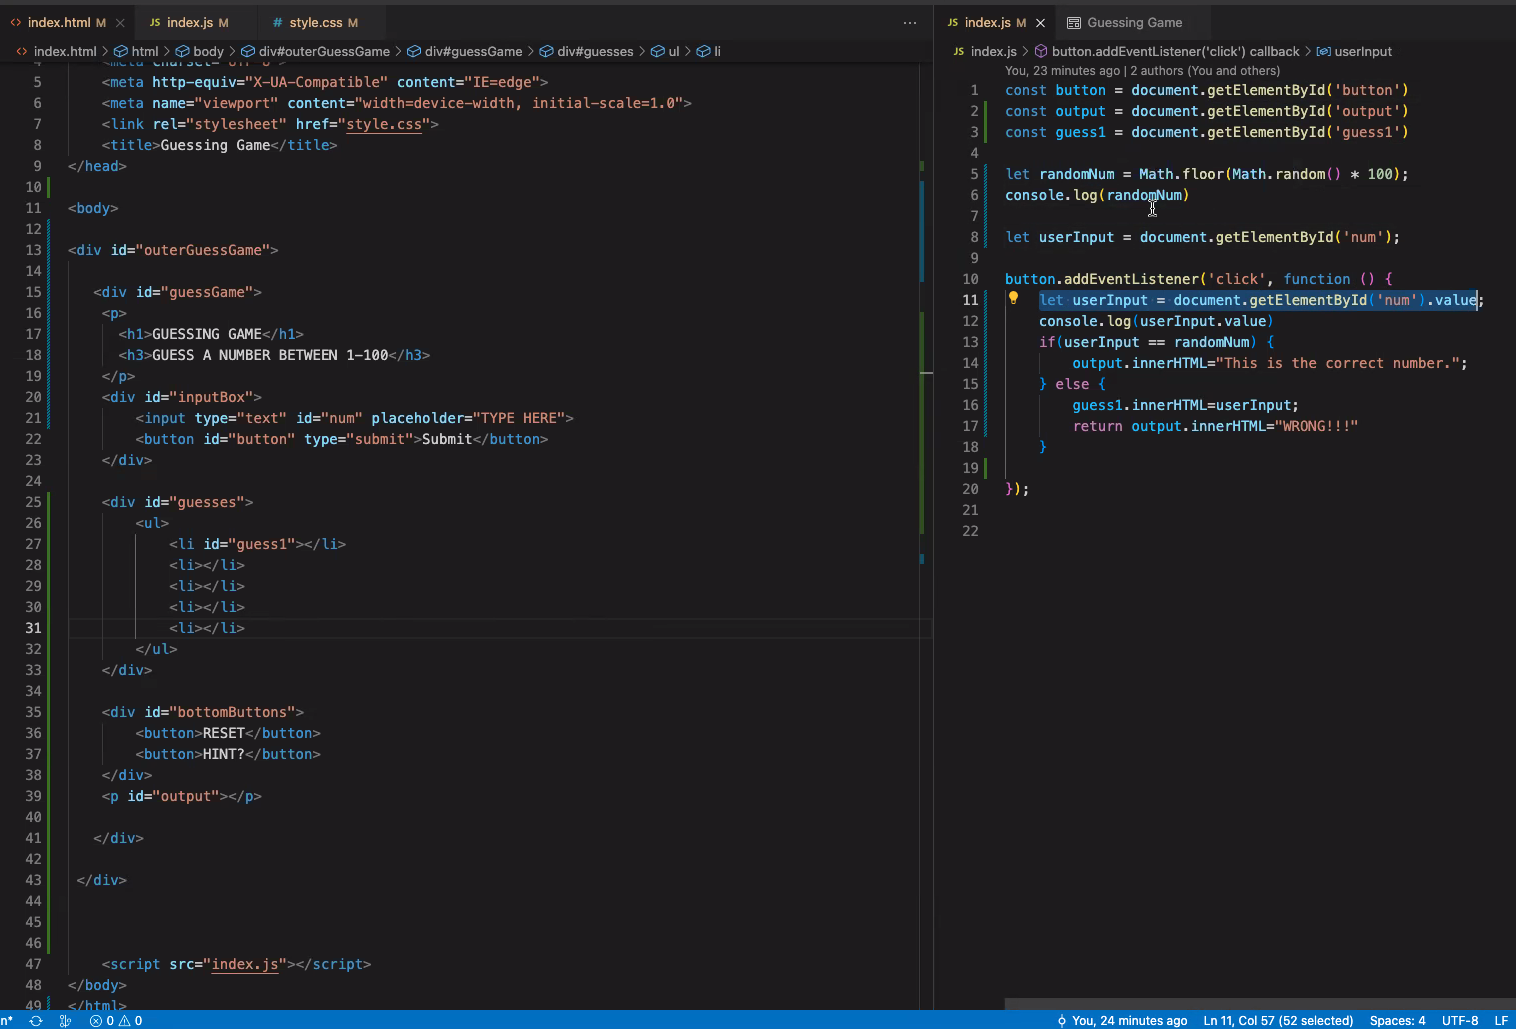 index.html M
JS index.js M
# style.css M
...
JS index.js M
Guessing Game
index.html > html > body > div#outerGuessGame > div#guessGame > div#guesses > ul > li
JS index.js > button.addEventListener('click') callback > userInput
4 <meta charset="UTF-8">
5 <meta http-equiv="X-UA-Compatible" content="IE=edge">
6 <meta name="viewport" content="width=device-width, initial-scale=1.0">
7 <link rel="stylesheet" href="style.css">
8 <title>Guessing Game</title>
9 </head>
10
11 <body>
12
13 <div id="outerGuessGame">
14
15 <div id="guessGame">
16 <p>
17 <h1>GUESSING GAME</h1>
18 <h3>GUESS A NUMBER BETWEEN 1-100</h3>
19 </p>
20 <div id="inputBox">
21 <input type="text" id="num" placeholder="TYPE HERE">
22 <button id="button" type="submit">Submit</button>
23 </div>
24
25 <div id="guesses">
26 <ul>
27 <li id="guess1"></li>
28 <li></li>
29 <li></li>
30 <li></li>
31 <li></li>
32 </ul>
33 </div>
34
35 <div id="bottomButtons">
36 <button>RESET</button>
37 <button>HINT?</button>
38 </div>
39 <p id="output"></p>
40
41 </div>
42
43 </div>
44
45
46
47 <script src="index.js"></script>
48 </body>
49 </html>
You, 23 minutes ago | 2 authors (You and others)
1 const button = document.getElementById('button')
2 const output = document.getElementById('output')
3 const guess1 = document.getElementById('guess1')
4
5 let randomNum = Math.floor(Math.random() * 100);
6 console.log(randomNum)
7
8 let userInput = document.getElementById('num');
9
10 button.addEventListener('click', function () {
11 let userInput = document.getElementById('num').value;
12 console.log(userInput.value)
13 if(userInput == randomNum) {
14 output.innerHTML="This is the correct number.";
15 } else {
16 guess1.innerHTML=userInput;
17 return output.innerHTML="WRONG!!!"
18 }
19
20 });
21
22
n* 0 0 You, 24 minutes ago Ln 11, Col 57 (52 selected) Spaces: 4 UTF-8 LF